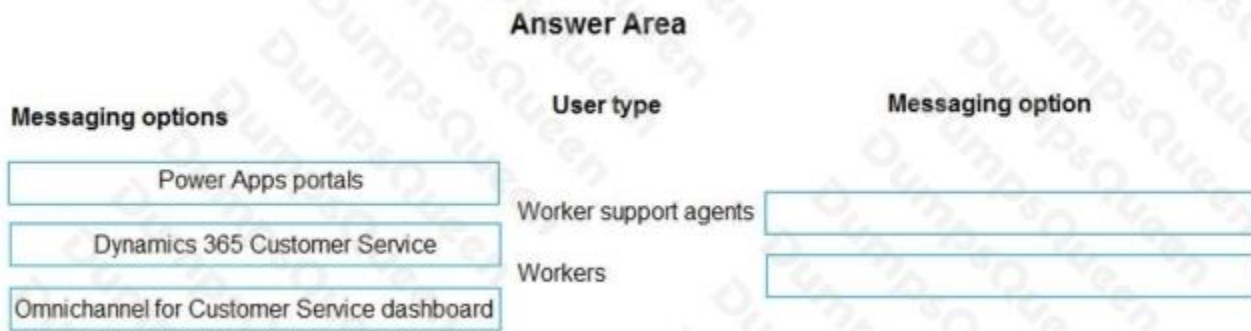 Answer Area
Messaging options
User type
Messaging option
Power Apps portals
Dynamics 365 Customer Service
Omnichannel for Customer Service dashboard
Worker support agents
Workers
DumpsQueen